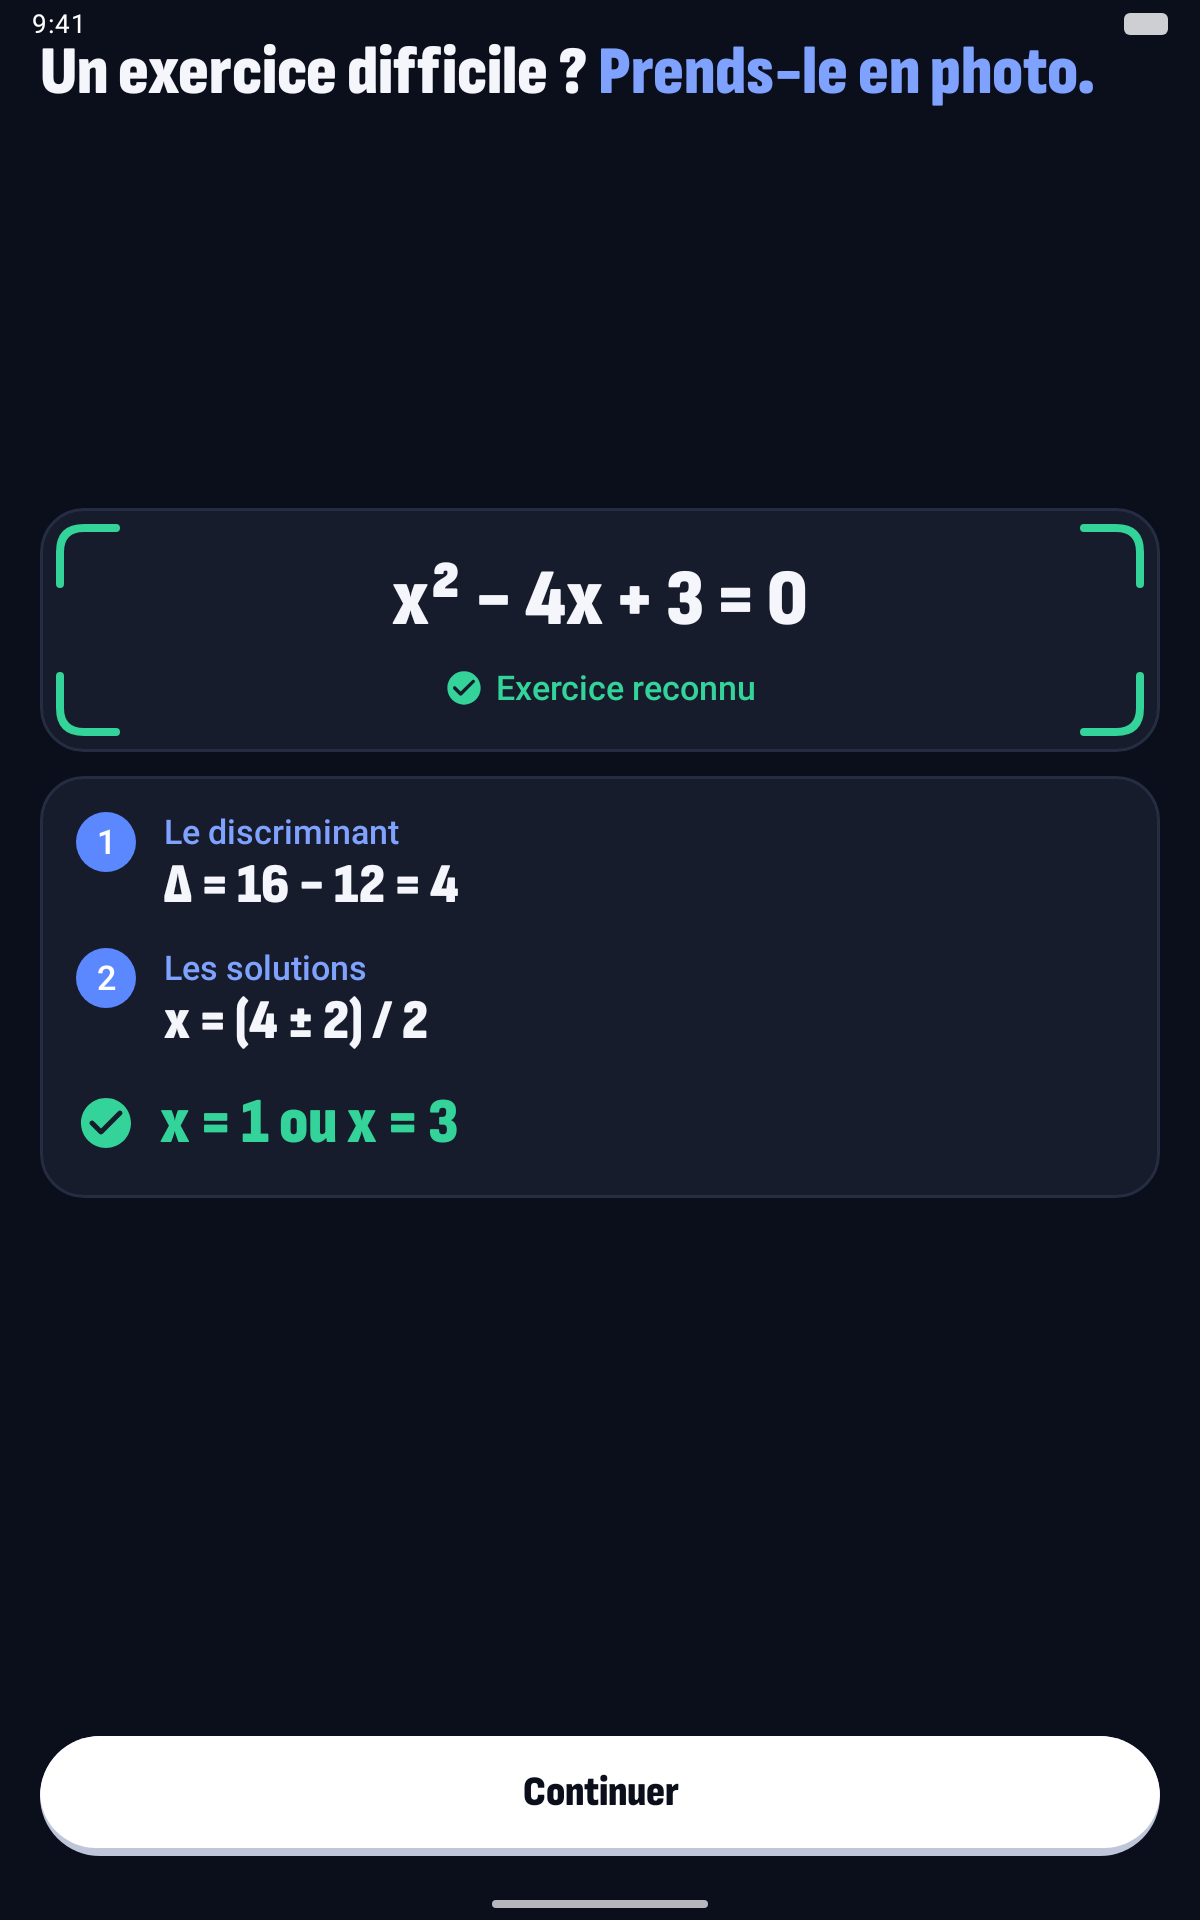 9:41
Un exercice difficile ? Prends-le en photo.
x² − 4x + 3 = 0
Exercice reconnu
1 Le discriminant
Δ = 16 − 12 = 4
2 Les solutions
x = (4 ± 2) / 2
x = 1 ou x = 3
Continuer